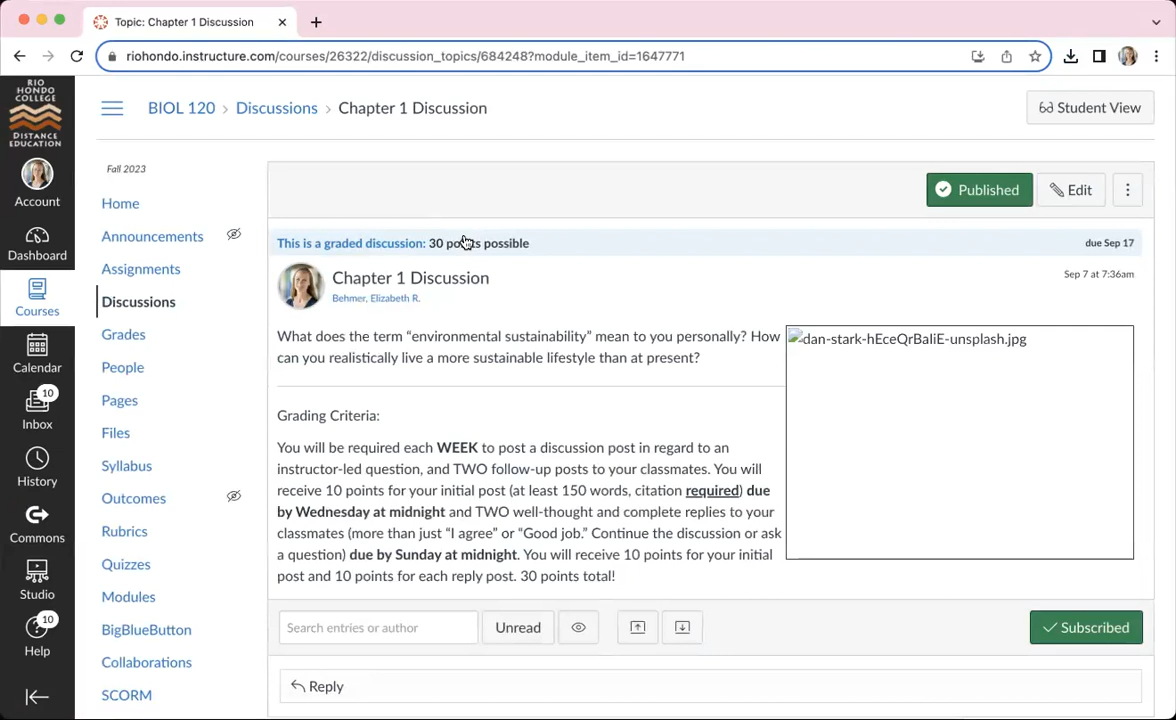 Topic: Chapter 1 Discussion
riohondo.instructure.com/courses/26322/discussion_topics/684248?module_item_id=1647771
RIO
HONDO
COLLEGE
DISTANCE
EDUCATION
Account
Dashboard
Courses
Calendar
10
Inbox
History
Commons
Studio
10
Help
BIOL 120 › Discussions › Chapter 1 Discussion
Student View
Fall 2023
Home
Announcements
Assignments
Discussions
Grades
People
Pages
Files
Syllabus
Outcomes
Rubrics
Quizzes
Modules
BigBlueButton
Collaborations
SCORM
Published
Edit
This is a graded discussion: 30 points possible
due Sep 17
Chapter 1 Discussion
Sep 7 at 7:36am
Behmer, Elizabeth R.
What does the term “environmental sustainability” mean to you personally? How
can you realistically live a more sustainable lifestyle than at present?
dan-stark-hEceQrBaliE-unsplash.jpg
Grading Criteria:
You will be required each WEEK to post a discussion post in regard to an
instructor-led question, and TWO follow-up posts to your classmates. You will
receive 10 points for your initial post (at least 150 words, citation required) due
by Wednesday at midnight and TWO well-thought and complete replies to your
classmates (more than just “I agree” or “Good job.” Continue the discussion or ask
a question) due by Sunday at midnight. You will receive 10 points for your initial
post and 10 points for each reply post. 30 points total!
Search entries or author
Unread
Subscribed
Reply